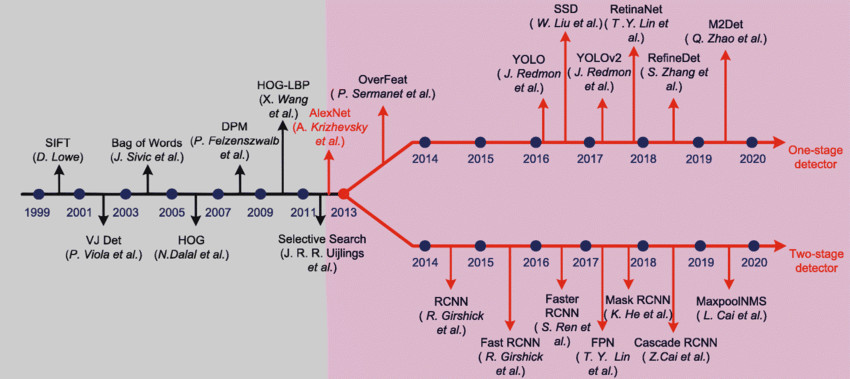 SSD
( W. Liu et al.)
RetinaNet
( T .Y. Lin et
al.)
M2Det
( Q. Zhao et al.)
YOLO
( J. Redmon
et al.)
YOLOv2
( J. Redmon
et al.)
RefineDet
( S. Zhang et
al.)
HOG-LBP
(X. Wang
et al.)
OverFeat
( P. Sermanet et al.)
AlexNet
(A. Krizhevsky
et al.)
DPM
(P. Felzenszwalb
et al.)
SIFT
(D. Lowe)
Bag of Words
(J. Sivic et al.)
2014 2015 2016 2017 2018 2019 2020
One-stage
detector
1999 2001 2003 2005 2007 2009 2011 2013
VJ Det
(P. Viola et al.)
HOG
(N.Dalal et al.)
Selective Search
(J. R. R. Uijlings
et al.)
2014 2015 2016 2017 2018 2019 2020
Two-stage
detector
RCNN
( R. Girshick
et al.)
Faster
RCNN
( S. Ren et
al.)
Mask RCNN
( K. He et al.)
MaxpoolNMS
( L. Cai et al.)
Fast RCNN
( R. Girshick
et al.)
FPN
( T. Y. Lin
et al.)
Cascade RCNN
( Z.Cai et al.)